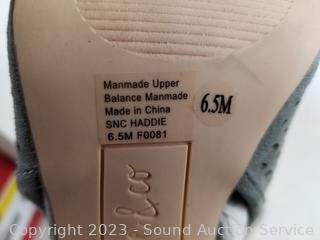 Manmade Upper
Balance Manmade
Made in China
SNC HADDIE
6.5M F0081
6.5M
& co
Copyright 2023 - Sound Auction Service